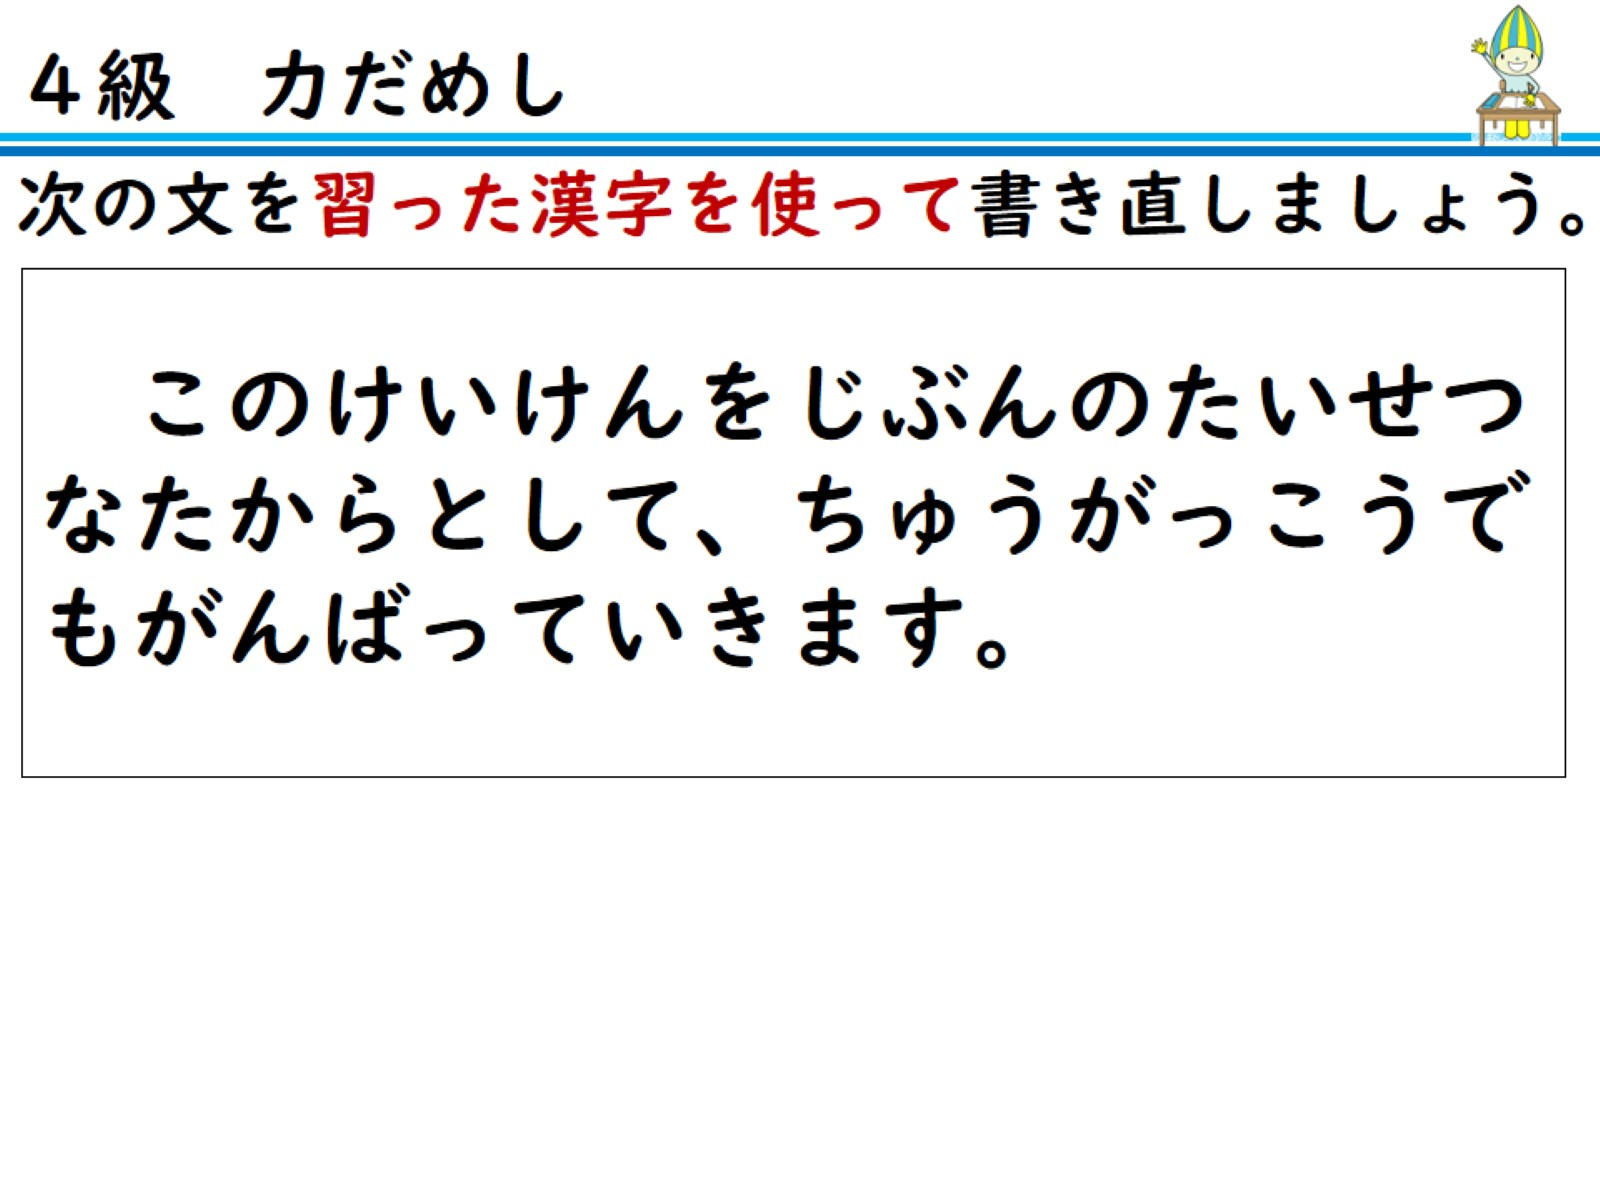 ４級　力だめし
次の文を習った漢字を使って書き直しましょう。
　このけいけんをじぶんのたいせつ
なたからとして、ちゅうがっこうで
もがんばっていきます。